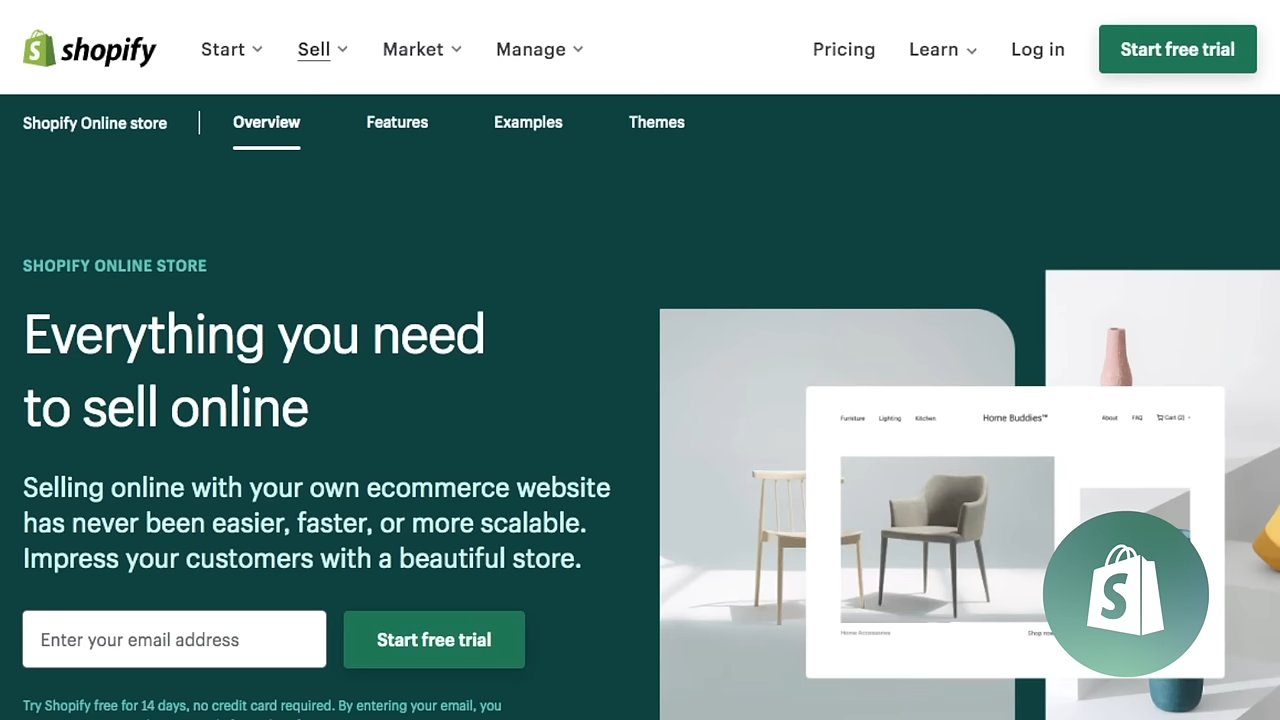 shopify
Start
Sell
Market
Manage
Pricing
Learn
Log in
Start free trial
Shopify Online store
Overview
Features
Examples
Themes
SHOPIFY ONLINE STORE
Everything you need
to sell online
Selling online with your own ecommerce website
has never been easier, faster, or more scalable.
Impress your customers with a beautiful store.
Enter your email address
Start free trial
Try Shopify free for 14 days, no credit card required. By entering your email, you
Furniture
Lighting
Kitchen
Home Buddies™
About
FAQ
Cart (2)
Home Accessories
Shop now
S